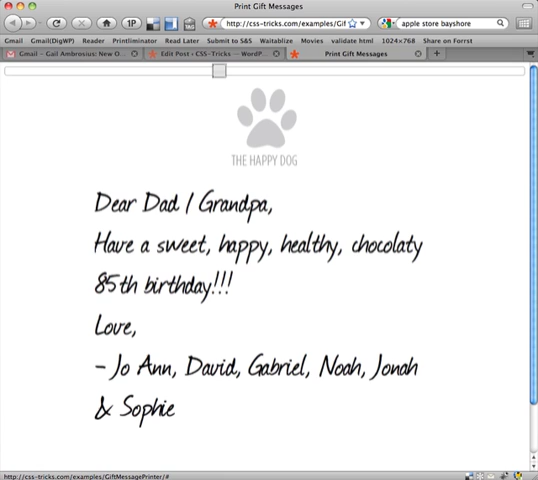 Print Gift Messages
1P
http://css-tricks.com/examples/Gif
apple store bayshore
Gmail Gmail(DigWP) Reader Printliminator Read Later Submit to S&S Waitablize Movies validate html 1024×768 Share on Forrst
Gmail – Gail Ambrosius: New O... Edit Post ‹ CSS-Tricks — WordP... Print Gift Messages
THE HAPPY DOG
Dear Dad / Grandpa,
Have a sweet, happy, healthy, chocolaty
85th birthday!!!
Love,
- Jo Ann, David, Gabriel, Noah, Jonah
& Sophie
http://css-tricks.com/examples/GiftMessagePrinter/#